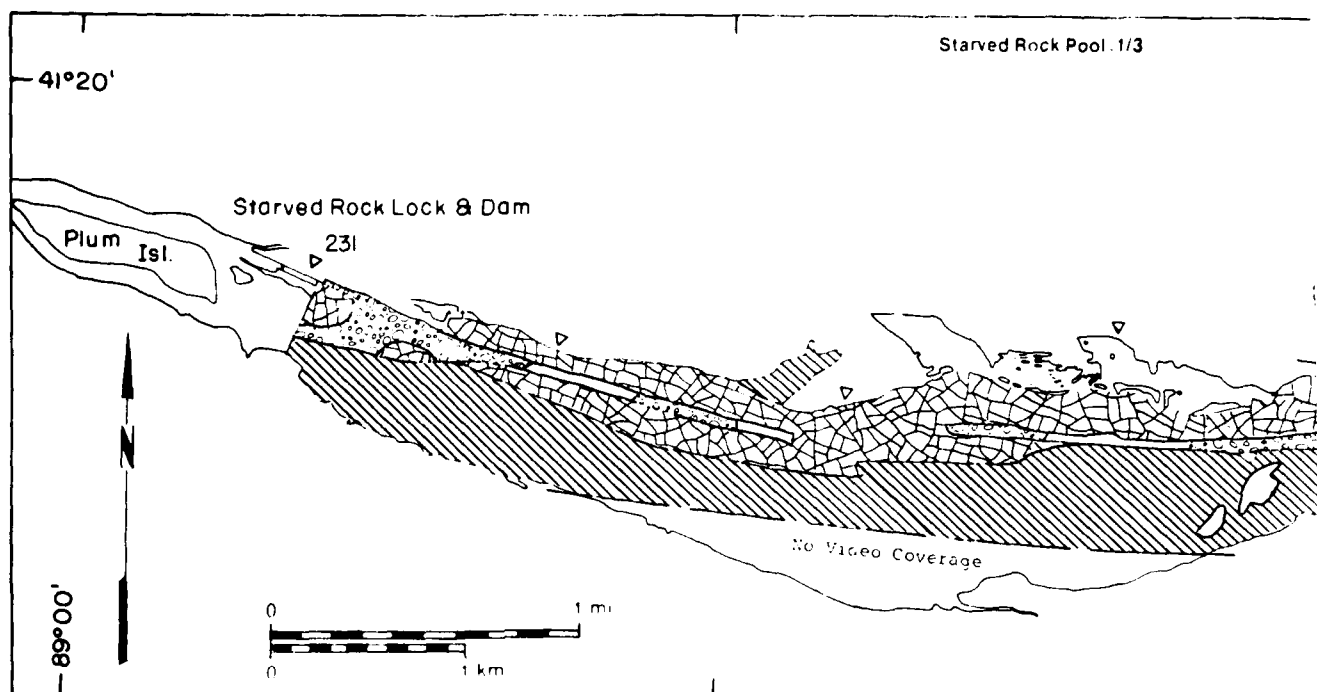 Starved Rock Pool. 1/3
41°20'
Starved Rock Lock & Dam
231
Plum Isl.
N
No Video Coverage
89°00'
0 1 mi
0 1 km